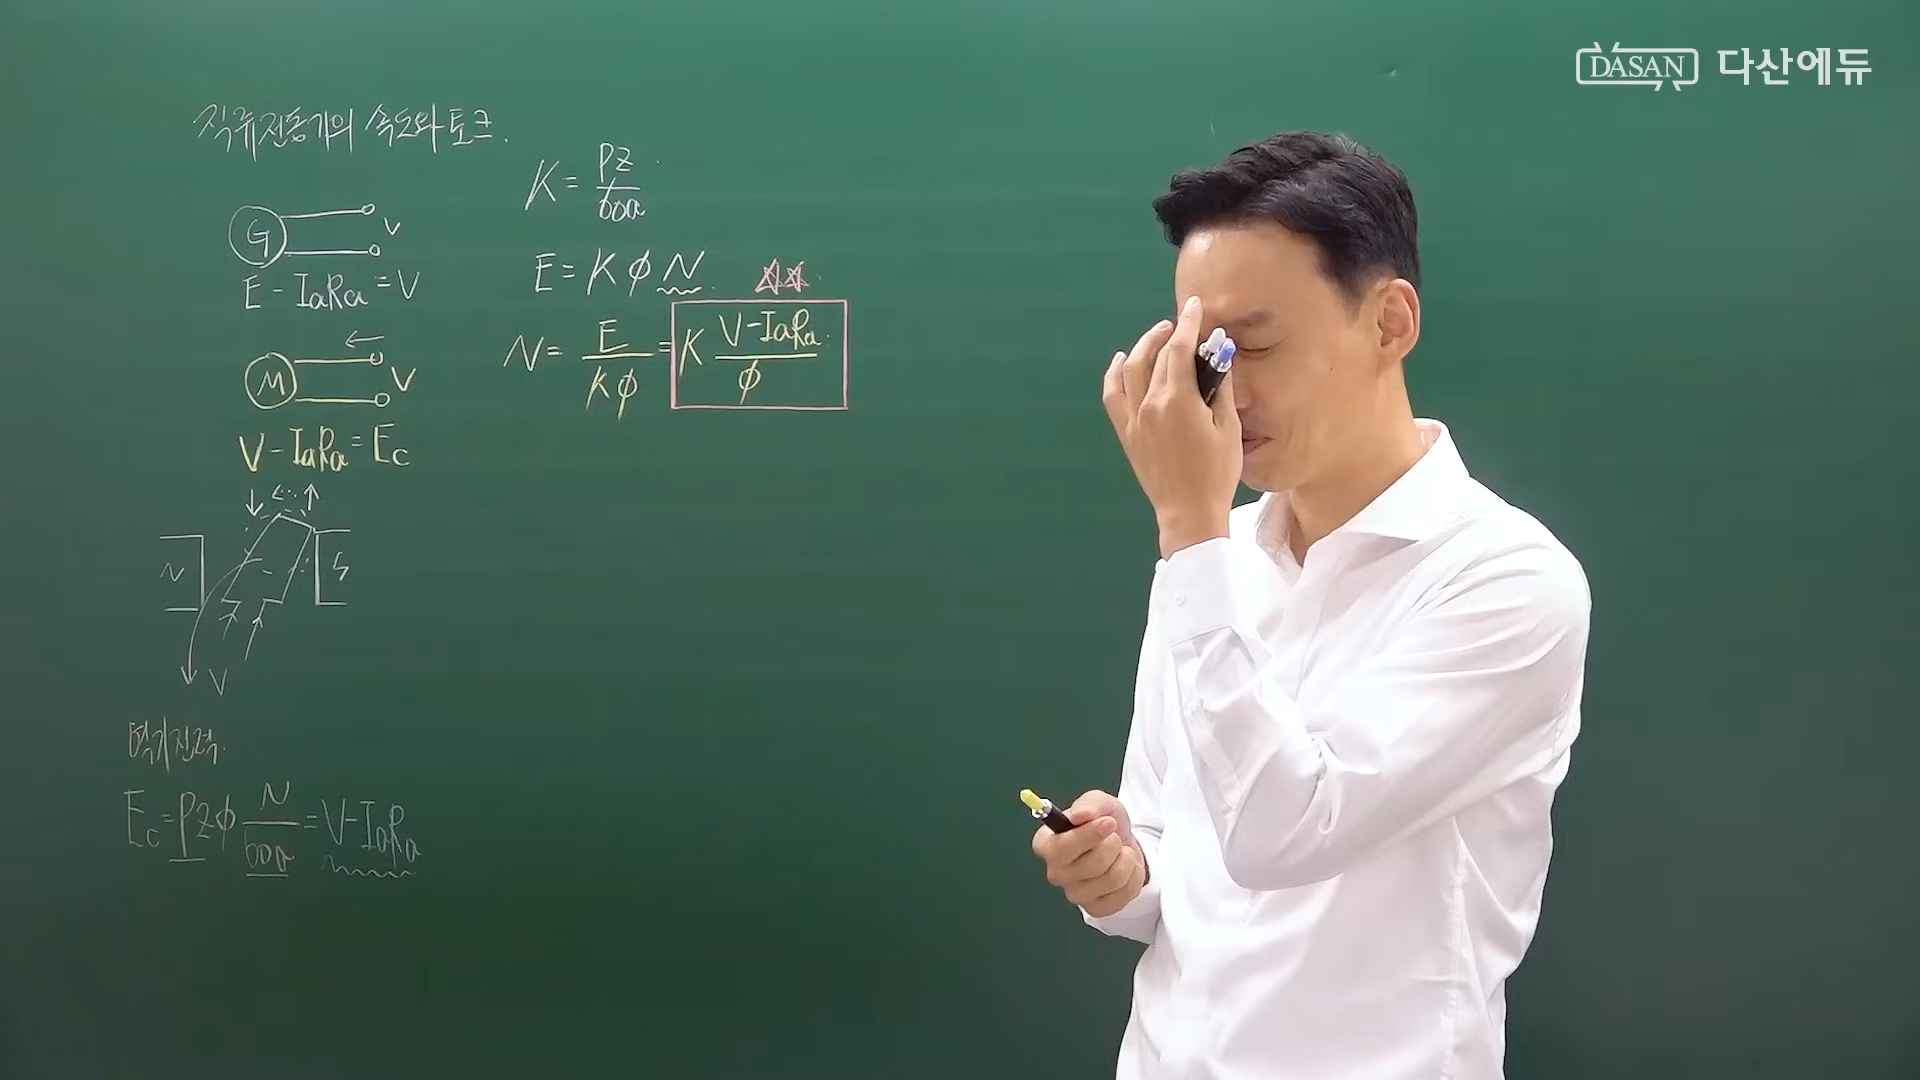 DASAN 다산에듀
직류전동기의 속도와 토크.
G V
E - IaRa = V
M V
V - IaRa = Ec
N S
V
역기전력.
Ec = PZφ N/60a = V - IaRa
K = PZ/60a
E = KφN.
☆☆.
N = E/Kφ = K V-IaRa/φ